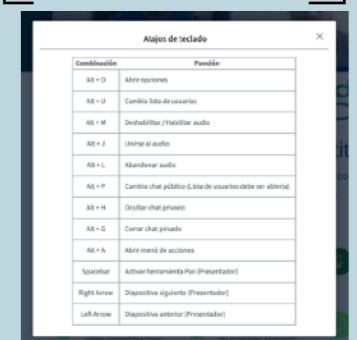 Atajos de teclado
Combinación Función
Alt + O Abrir opciones
Alt + U Cambia lista de usuarios
Alt + M Deshabilitar / Habilitar audio
Alt + J Unirse al audio
Alt + L Abandonar audio
Alt + P Cambia chat público (Lista de usuarios debe ser abierta)
Alt + H Ocultar chat privado
Alt + G Cerrar chat privado
Alt + A Abrir menú de acciones
Spacebar Activar herramienta Pan (Presentador)
Right Arrow Diapositiva siguiente (Presentador)
Left Arrow Diapositiva anterior (Presentador)